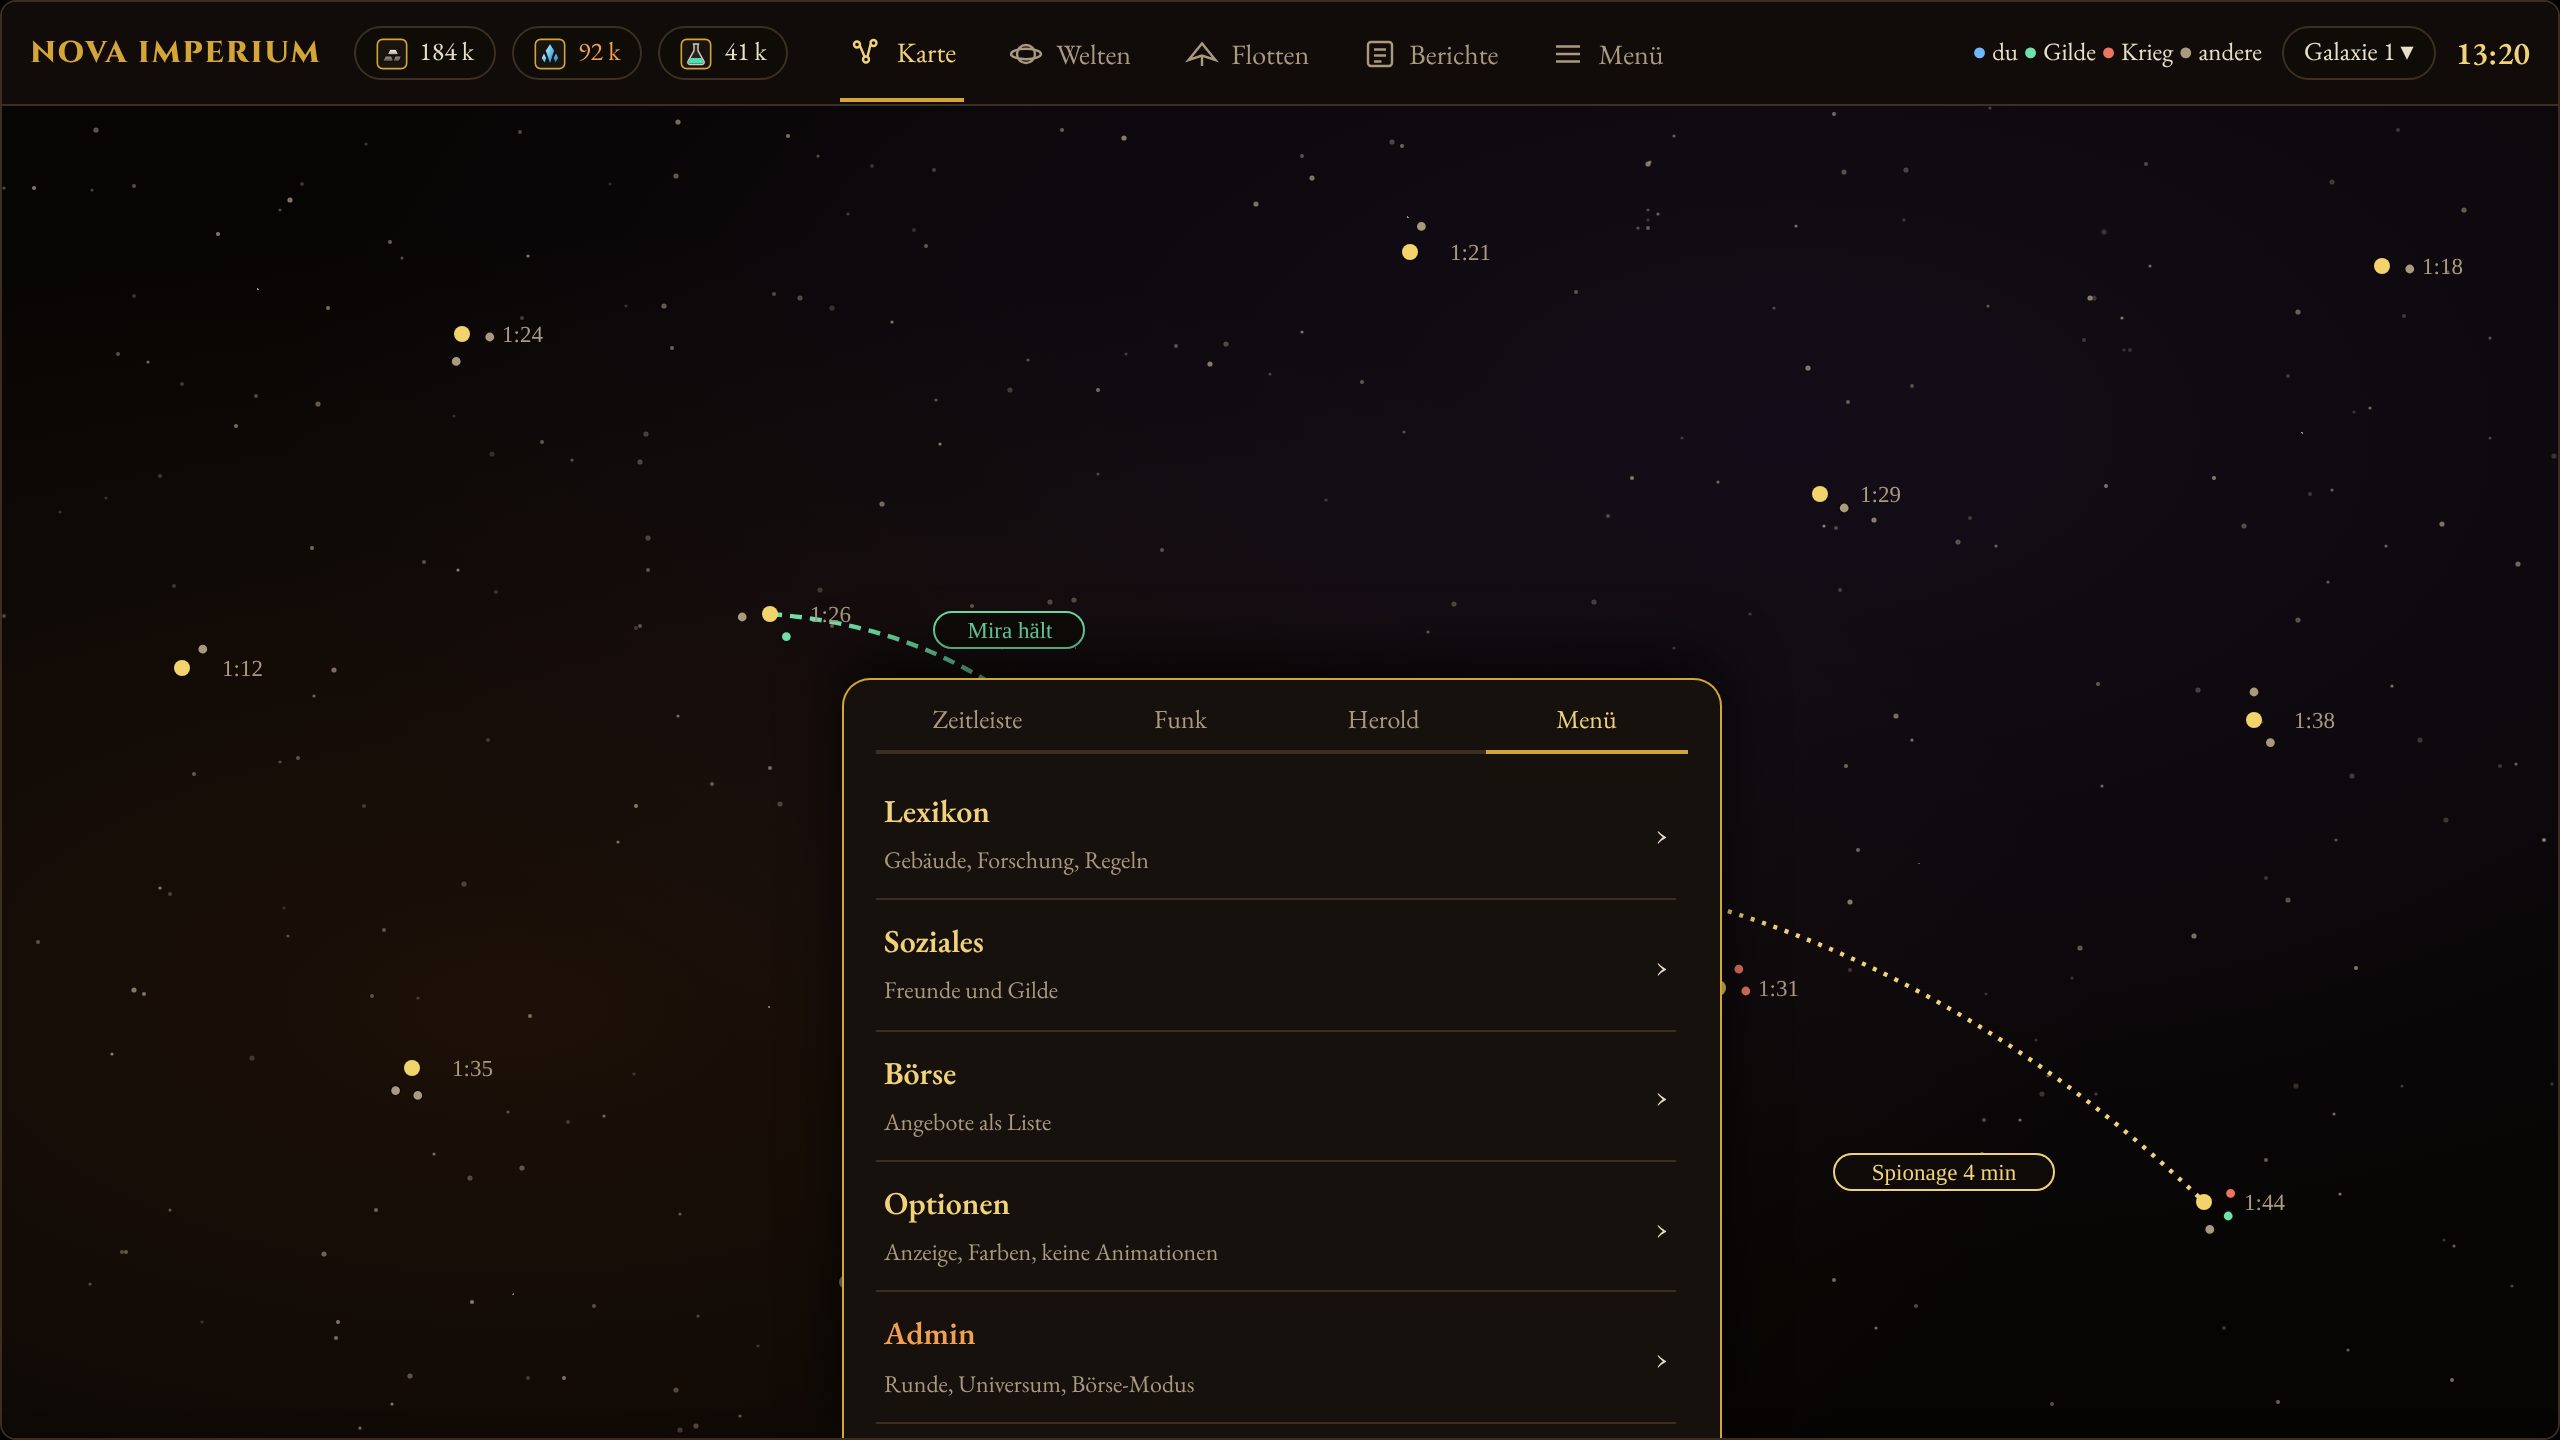 NOVA IMPERIUM 184 k 92 k 41 k Karte Welten Flotten Berichte Menü du Gilde Krieg andere Galaxie 1 ▼ 13:20
1:21
1:18
1:24
1:29
1:26
Mira hält
1:12
1:38
Zeitleiste Funk Herold Menü
Lexikon
Gebäude, Forschung, Regeln
Soziales
Freunde und Gilde
1:31
Börse
Angebote als Liste
1:35
Spionage 4 min
Optionen
Anzeige, Farben, keine Animationen
1:44
Admin
Runde, Universum, Börse-Modus